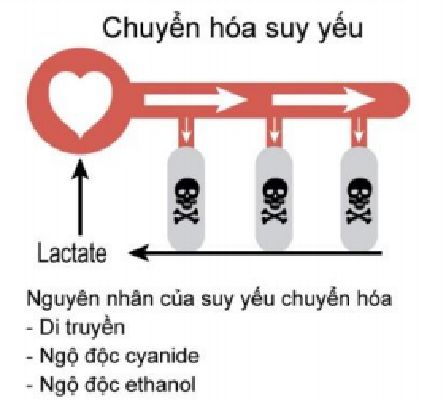 Chuyển hóa suy yếu
Lactate
Nguyên nhân của suy yếu chuyển hóa
- Di truyền
- Ngộ độc cyanide
- Ngộ độc ethanol